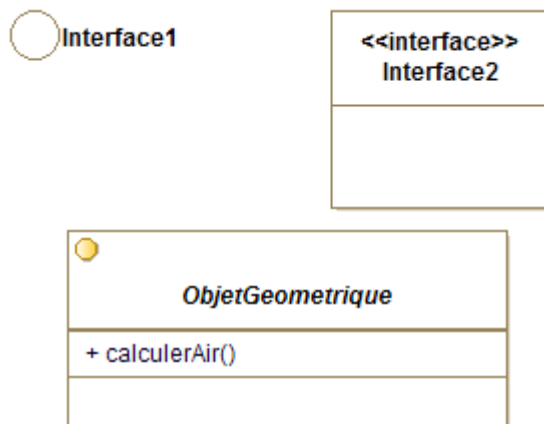 Interface1
<<interface>>
Interface2
ObjetGeometrique
+ calculerAir()